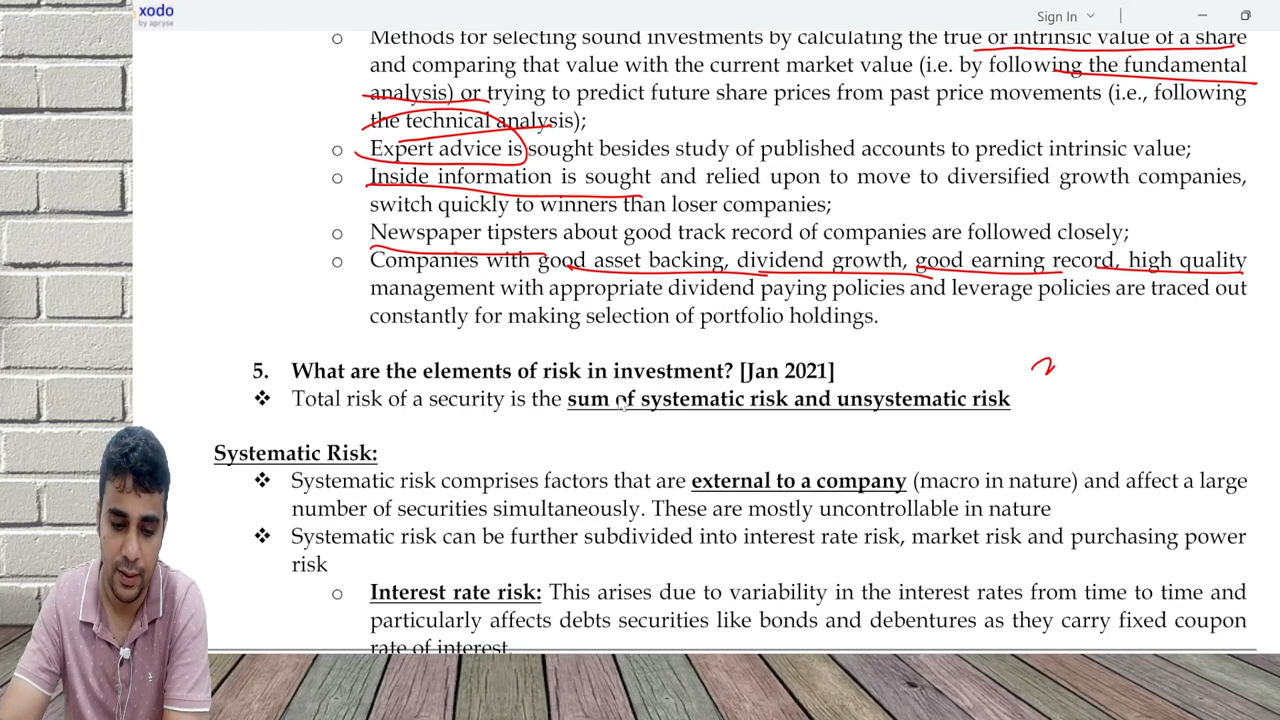 xodo
by apryse
Sign In
o Methods for selecting sound investments by calculating the true or intrinsic value of a share
and comparing that value with the current market value (i.e. by following the fundamental
analysis) or trying to predict future share prices from past price movements (i.e., following
the technical analysis);
o Expert advice is sought besides study of published accounts to predict intrinsic value;
o Inside information is sought and relied upon to move to diversified growth companies,
switch quickly to winners than loser companies;
o Newspaper tipsters about good track record of companies are followed closely;
o Companies with good asset backing, dividend growth, good earning record, high quality
management with appropriate dividend paying policies and leverage policies are traced out
constantly for making selection of portfolio holdings.
5. What are the elements of risk in investment? [Jan 2021]
❖ Total risk of a security is the sum of systematic risk and unsystematic risk
Systematic Risk:
❖ Systematic risk comprises factors that are external to a company (macro in nature) and affect a large
number of securities simultaneously. These are mostly uncontrollable in nature
❖ Systematic risk can be further subdivided into interest rate risk, market risk and purchasing power
risk
o Interest rate risk: This arises due to variability in the interest rates from time to time and
particularly affects debts securities like bonds and debentures as they carry fixed coupon
rate of interest.